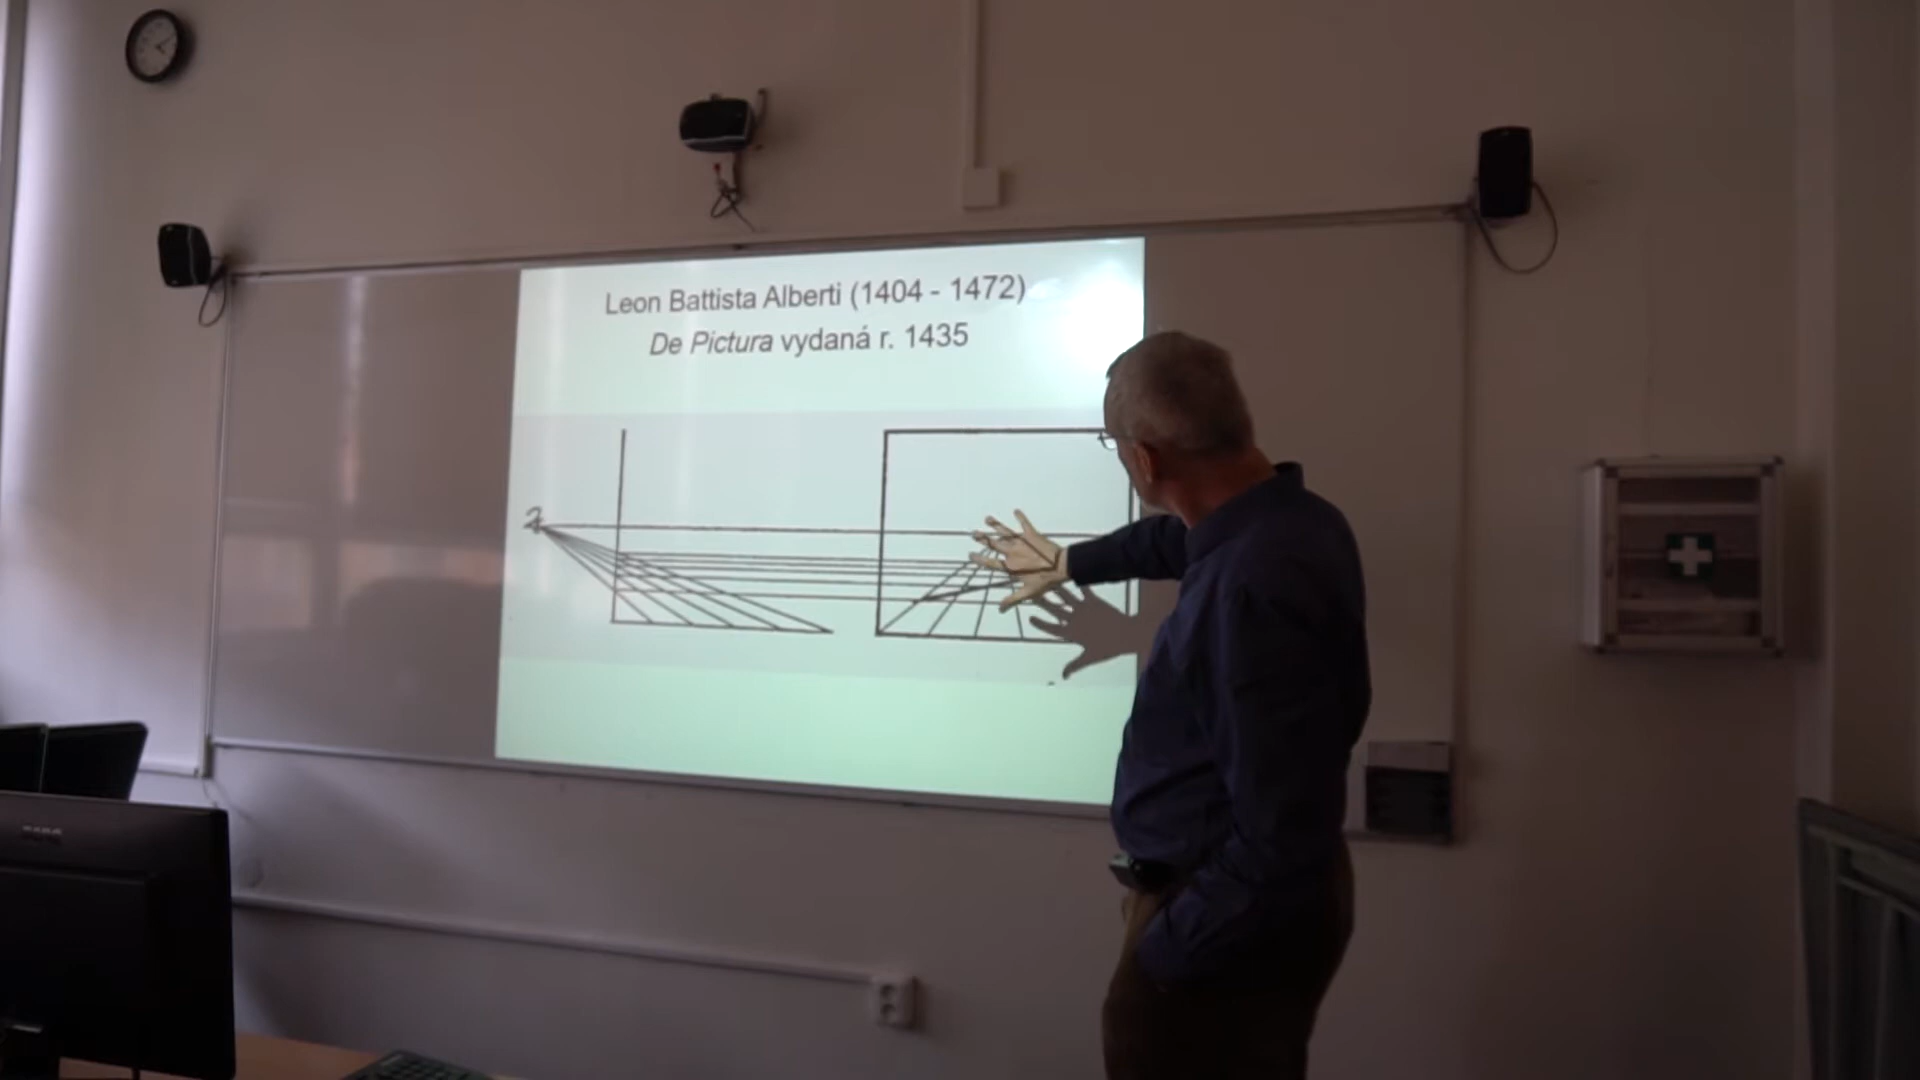 Leon Battista Alberti (1404 - 1472)
De Pictura vydaná r. 1435